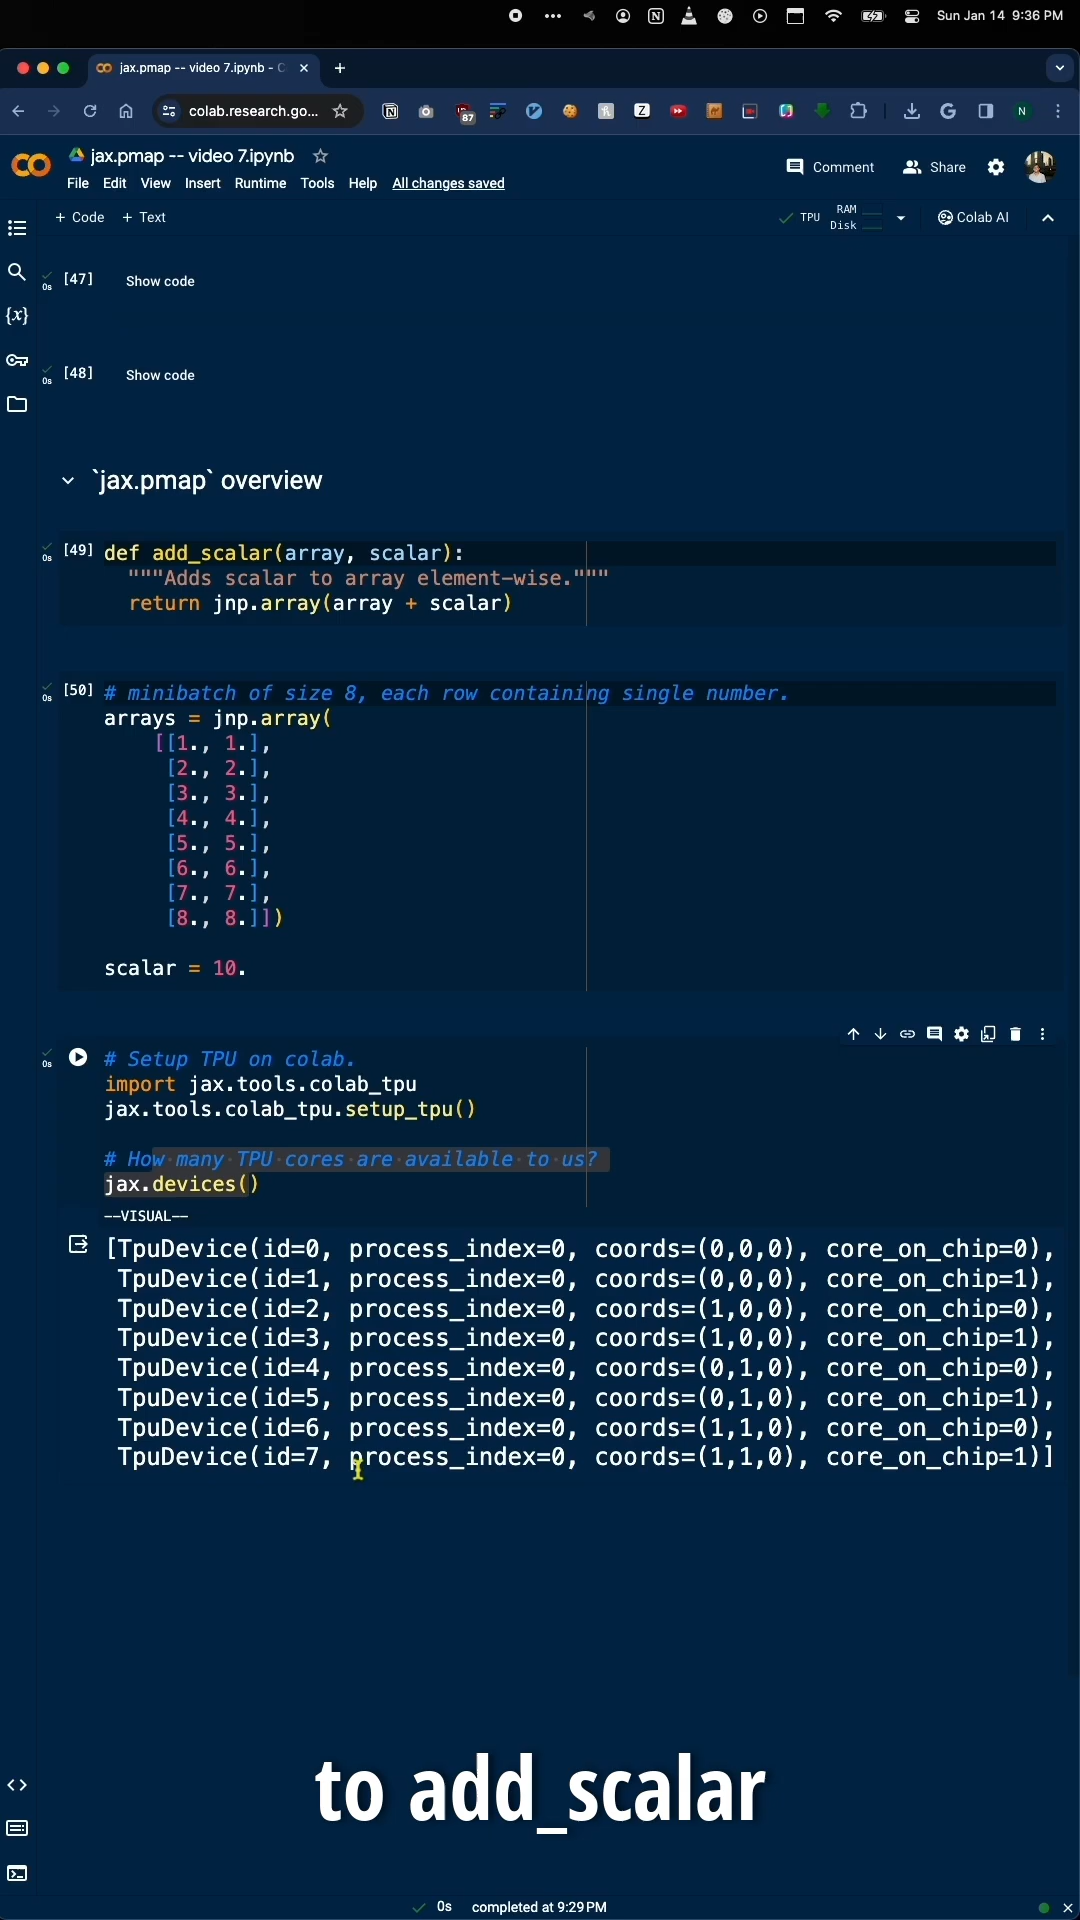 Sun Jan 14 9:36 PM
jax.pmap -- video 7.ipynb - C
colab.research.go...
87
N
jax.pmap -- video 7.ipynb
File Edit View Insert Runtime Tools Help All changes saved
Comment Share
+ Code + Text
TPU RAM Disk
Colab AI
[47] Show code
0s
[48] Show code
0s
`jax.pmap` overview
[49] def add_scalar(array, scalar):
0s
"""Adds scalar to array element-wise."""
return jnp.array(array + scalar)
[50] # minibatch of size 8, each row containing single number.
0s
arrays = jnp.array(
[[1., 1.],
[2., 2.],
[3., 3.],
[4., 4.],
[5., 5.],
[6., 6.],
[7., 7.],
[8., 8.]])
scalar = 10.
# Setup TPU on colab.
0s
import jax.tools.colab_tpu
jax.tools.colab_tpu.setup_tpu()
# How many TPU cores are available to us?
jax.devices()
--VISUAL--
[TpuDevice(id=0, process_index=0, coords=(0,0,0), core_on_chip=0),
TpuDevice(id=1, process_index=0, coords=(0,0,0), core_on_chip=1),
TpuDevice(id=2, process_index=0, coords=(1,0,0), core_on_chip=0),
TpuDevice(id=3, process_index=0, coords=(1,0,0), core_on_chip=1),
TpuDevice(id=4, process_index=0, coords=(0,1,0), core_on_chip=0),
TpuDevice(id=5, process_index=0, coords=(0,1,0), core_on_chip=1),
TpuDevice(id=6, process_index=0, coords=(1,1,0), core_on_chip=0),
TpuDevice(id=7, process_index=0, coords=(1,1,0), core_on_chip=1)]
to add_scalar
0s completed at 9:29 PM